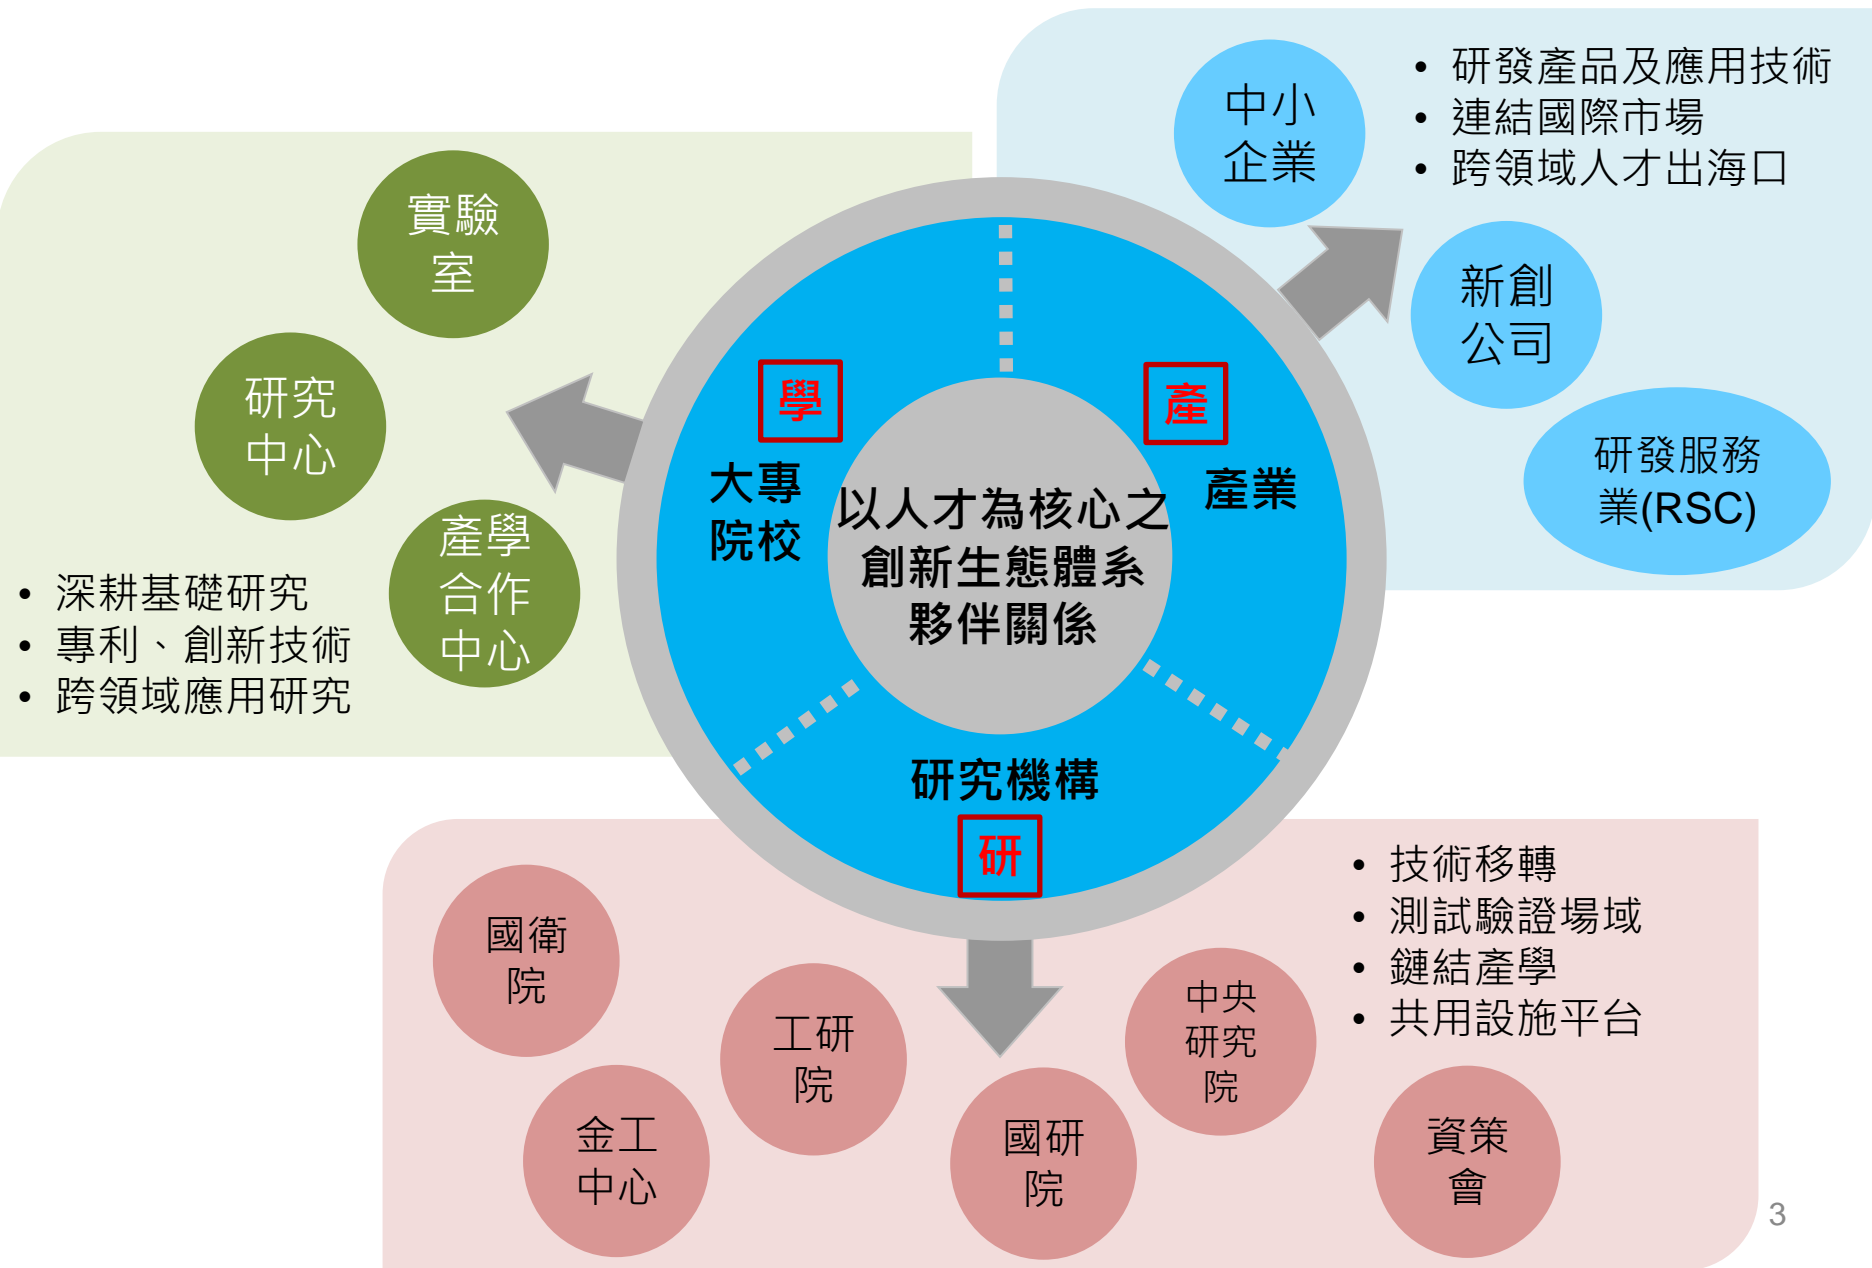 實驗
室
研究
中心
產學
合作
中心
• 深耕基礎研究
• 專利、創新技術
• 跨領域應用研究
中小
企業
• 研發產品及應用技術
• 連結國際市場
• 跨領域人才出海口
新創
公司
研發服務
業(RSC)
學
大專
院校
產
產業
以人才為核心之
創新生態體系
夥伴關係
研究機構
研
國衛
院
金工
中心
工研
院
國研
院
中央
研究
院
資策
會
• 技術移轉
• 測試驗證場域
• 鏈結產學
• 共用設施平台
3